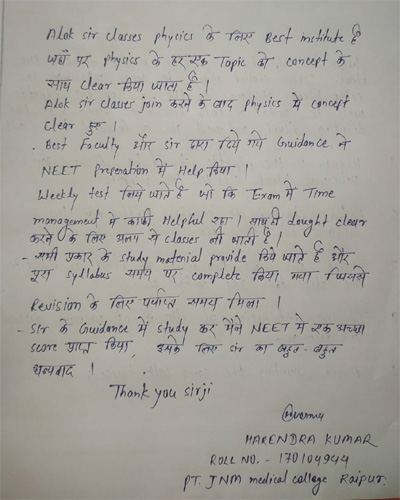 Alok sir classes physics के लिए Best institute है
जहाँ पर physics के हर एक Topic को concept के
साथ clear किया जाता है ।
Alok sir classes join करने के बाद physics में concept
clear हुए ।
. Best Faculty और sir द्वारा दिये गये Guidance ने
NEET Preperation में Help किया ।
Weekly test लिये जाते हैं जो कि Exam में Time
management में काफी Helpful रहा । साथ ही dought clear
करने के लिए अलग से classes ली जाती है ।
- सभी प्रकार के study material provide किये जाते हैं और
पूरा syllabus समय पर complete किया गया जिससे
Revision के लिए पर्याप्त समय मिला ।
- Sir के Guidance में study कर मैंने NEET में एक अच्छा
score प्राप्त किया, इसके लिए sir का बहुत-बहुत
धन्यवाद ।
Thank you sirji
HARENDRA KUMAR
ROLL NO. - 170104944
PT. JNM medical college Raipur.